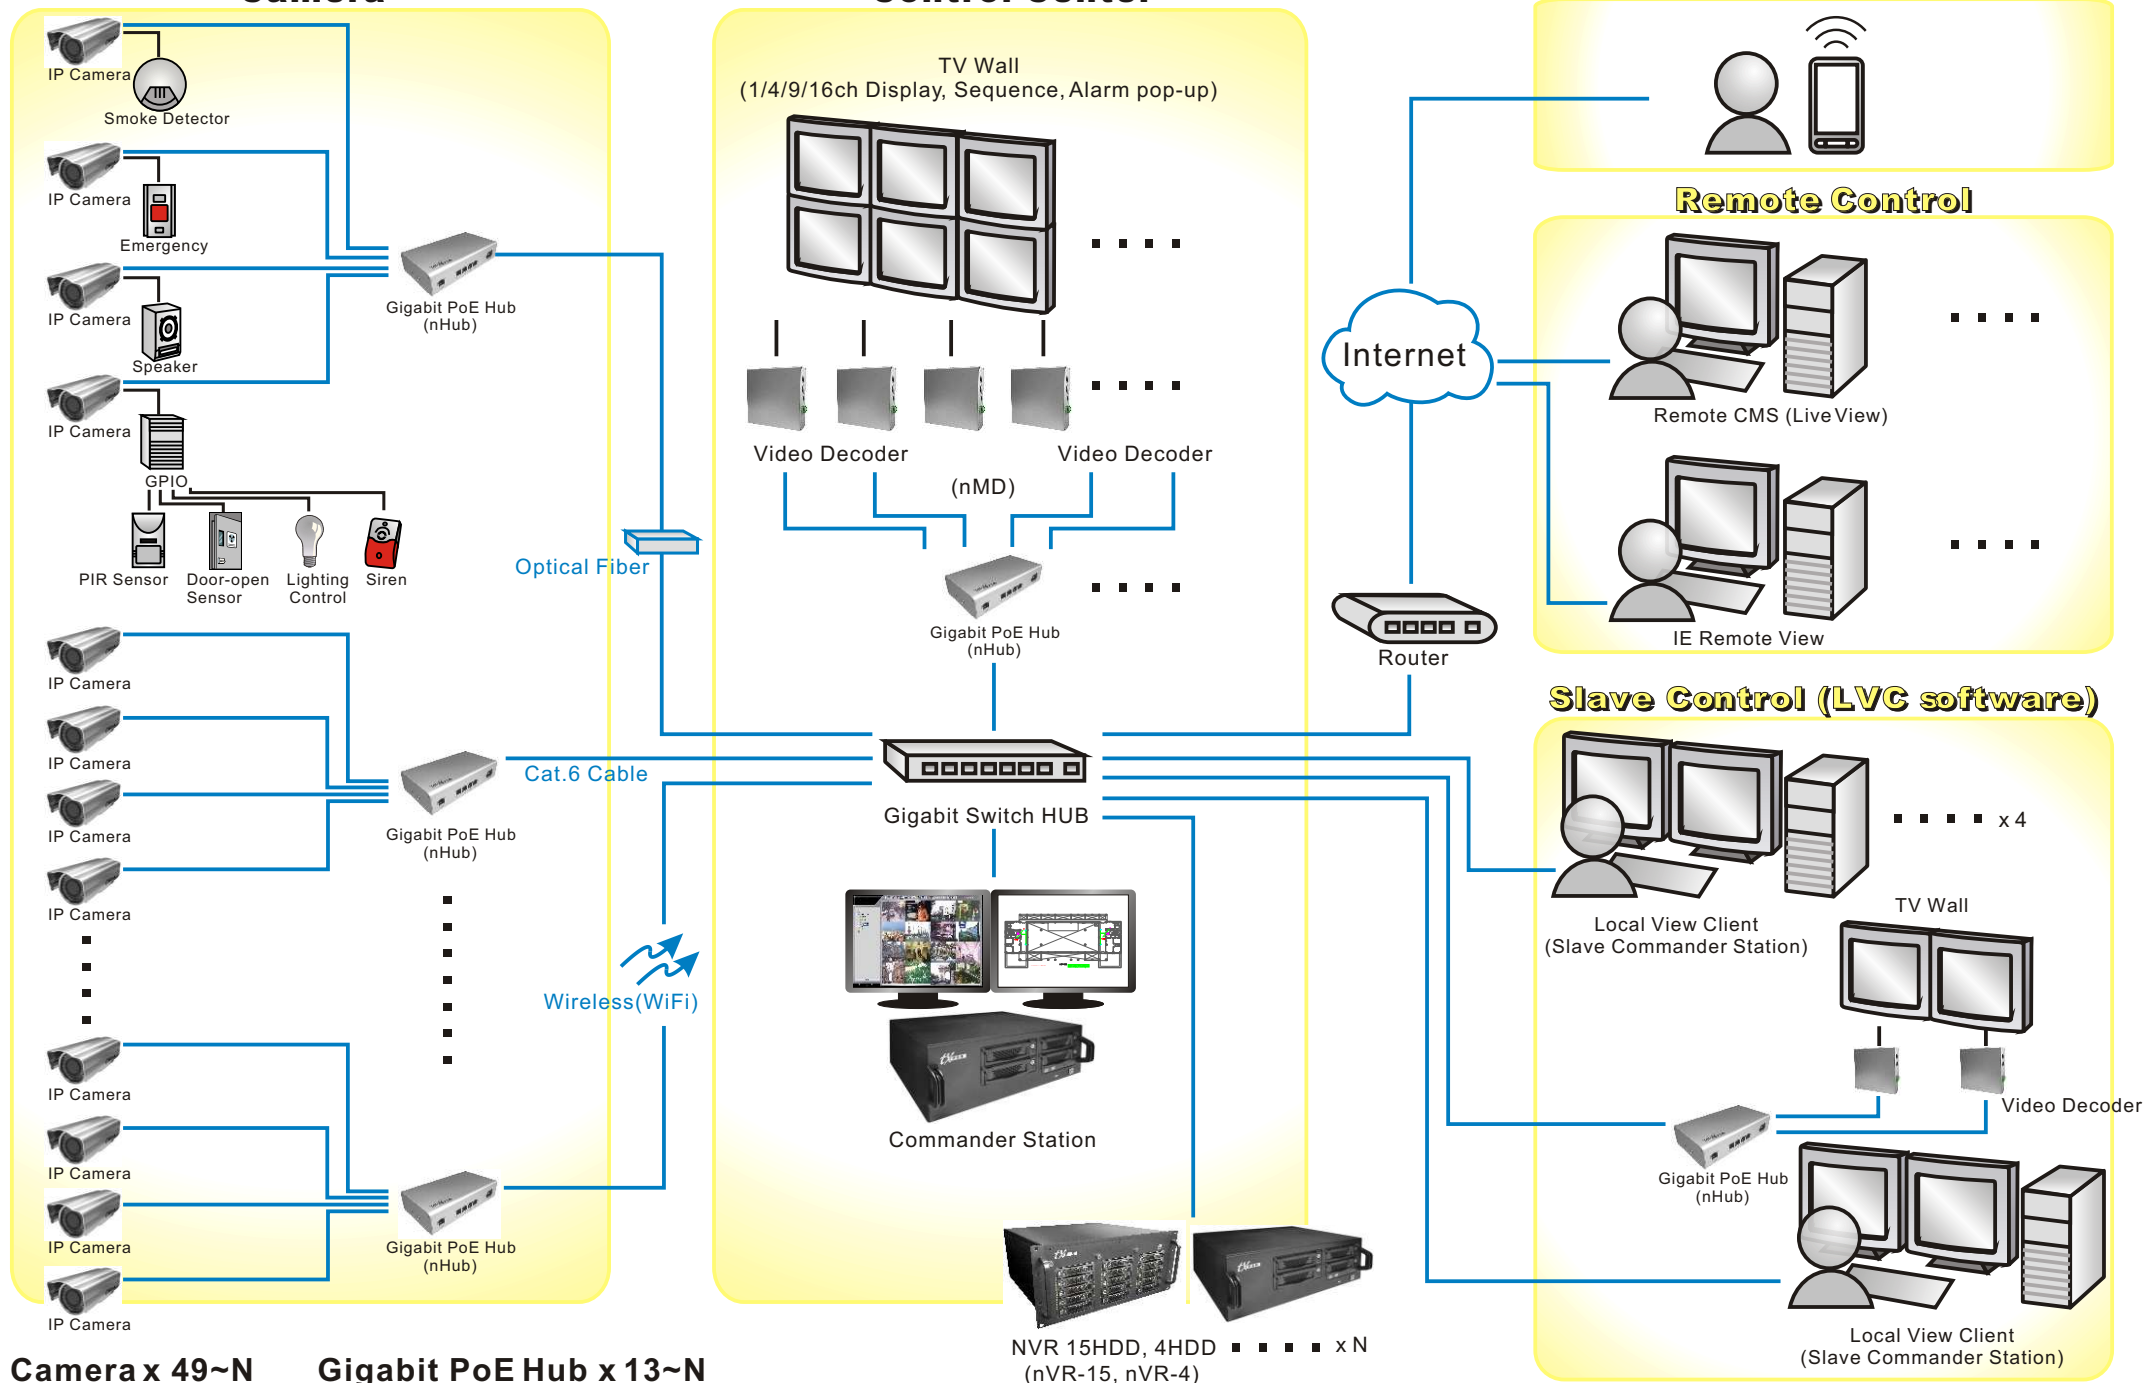 Camera
IP Camera
Smoke Detector
IP Camera
Emergency
IP Camera
Speaker
IP Camera
GPIO
PIR Sensor
Door-open
Sensor
Lighting
Control
Siren
Gigabit PoE Hub
(nHub)
Optical Fiber
IP Camera
IP Camera
IP Camera
IP Camera
Gigabit PoE Hub
(nHub)
Cat.6 Cable
Wireless(WiFi)
IP Camera
IP Camera
IP Camera
IP Camera
Gigabit PoE Hub
(nHub)
Camera x 49~N
Gigabit PoE Hub x 13~N
Control Center
TV Wall
(1/4/9/16ch Display, Sequence, Alarm pop-up)
Video Decoder
Video Decoder
(nMD)
Gigabit PoE Hub
(nHub)
Gigabit Switch HUB
Commander Station
NVR 15HDD, 4HDD
x N
(nVR-15, nVR-4)
Internet
Router
Remote Control
Remote CMS (Live View)
IE Remote View
Slave Control (LVC software)
x 4
Local View Client
(Slave Commander Station)
TV Wall
Video Decoder
Gigabit PoE Hub
(nHub)
Local View Client
(Slave Commander Station)